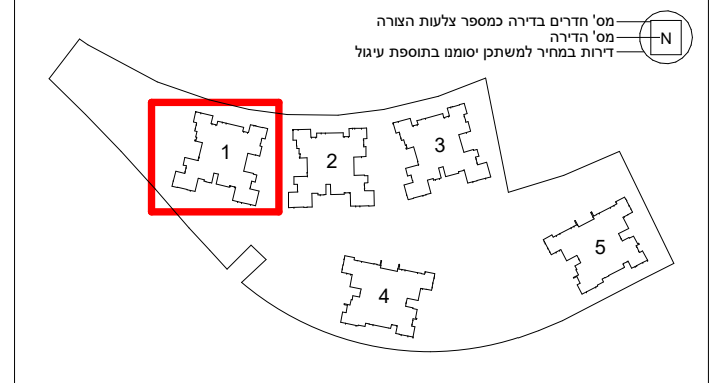 מס' חדרים בדירה כמספר צלעות הצורה
מס' הדירה
דירות במחיר למשתכן יסומנו בתוספת עיגול
N
1
2
3
4
5